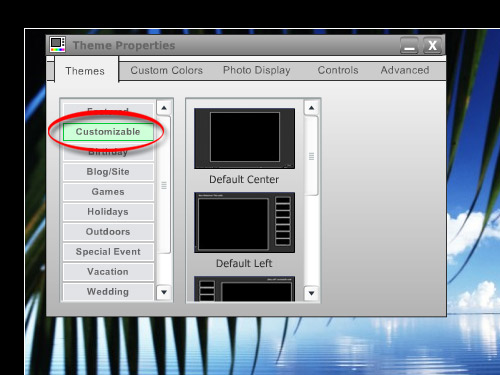 Theme Properties
Themes Custom Colors Photo Display Controls Advanced
Featured
Customizable
Birthday
Blog/Site
Games
Holidays
Outdoors
Special Event
Vacation
Wedding
Default Center
Default Left